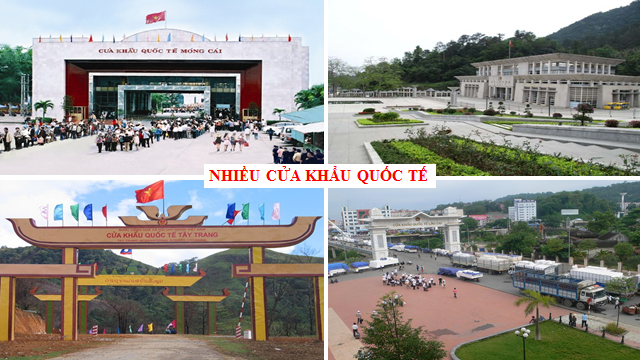 CỬA KHẨU QUỐC TẾ MÓNG CÁI
NHIỀU CỬA KHẨU QUỐC TẾ
CỬA KHẨU QUỐC TẾ TÂY TRANG